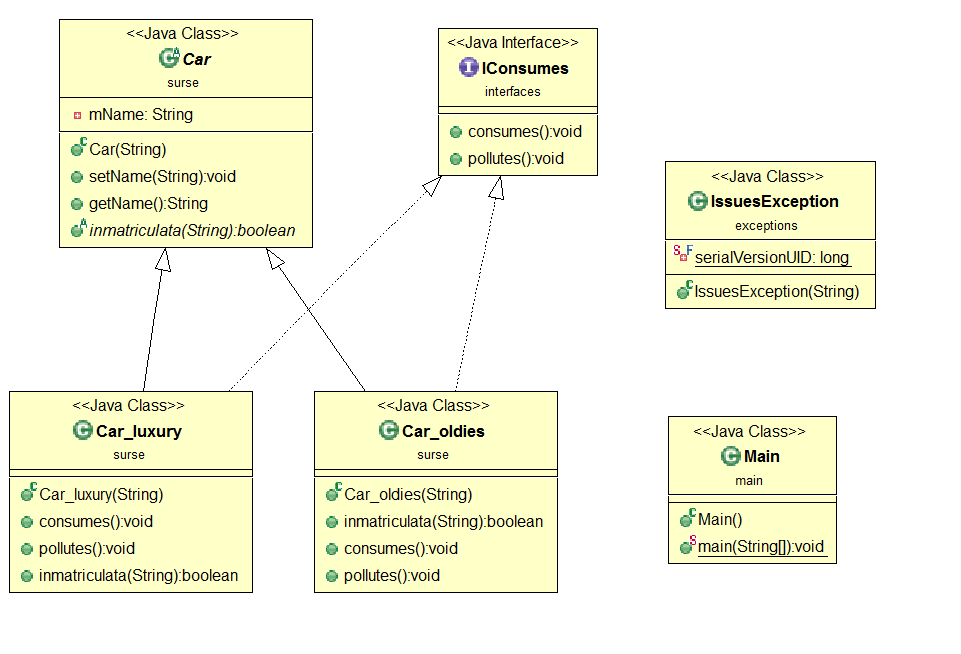 <<Java Class>>
Car
surse
mName: String
Car(String)
setName(String):void
getName():String
inmatriculata(String):boolean
<<Java Interface>>
IConsumes
interfaces
consumes():void
pollutes():void
<<Java Class>>
IssuesException
exceptions
serialVersionUID: long
IssuesException(String)
<<Java Class>>
Car_luxury
surse
Car_luxury(String)
consumes():void
pollutes():void
inmatriculata(String):boolean
<<Java Class>>
Car_oldies
surse
Car_oldies(String)
inmatriculata(String):boolean
consumes():void
pollutes():void
<<Java Class>>
Main
main
Main()
main(String[]):void